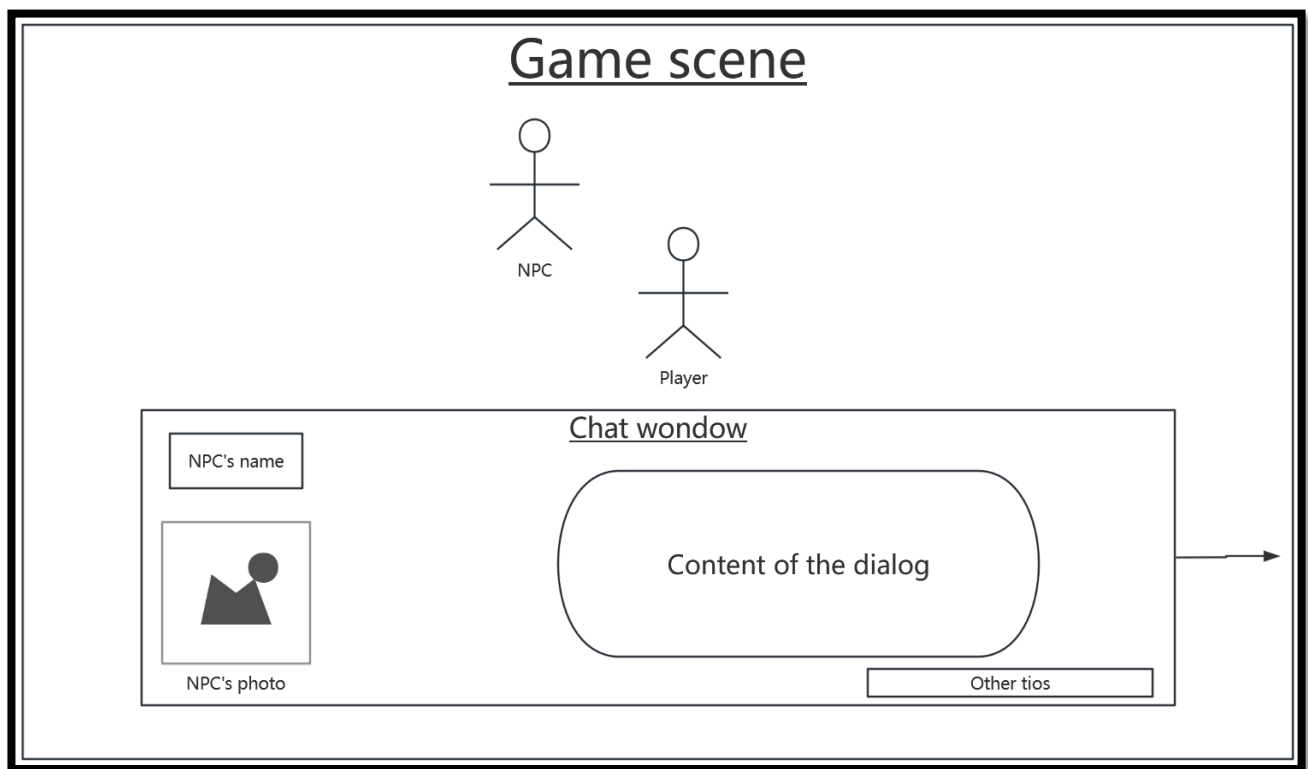 Game scene
NPC
Player
Chat wondow
NPC's name
Content of the dialog
NPC's photo
Other tios